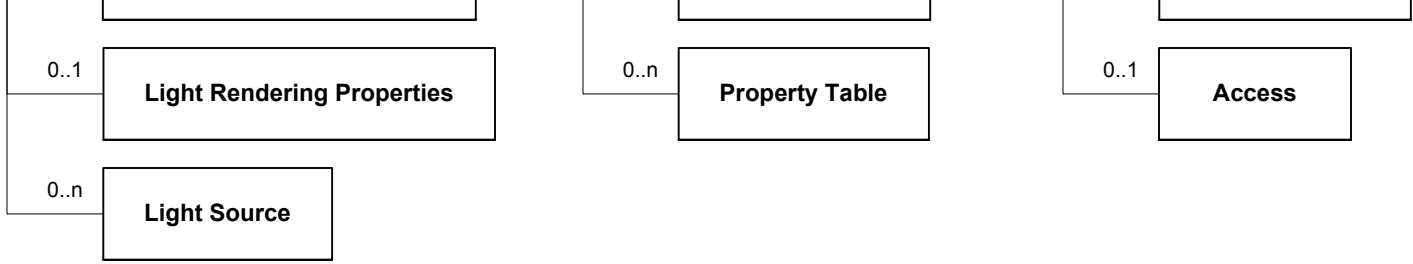 0..1
Light Rendering Properties
0..n
Property Table
0..1
Access
0..n
Light Source